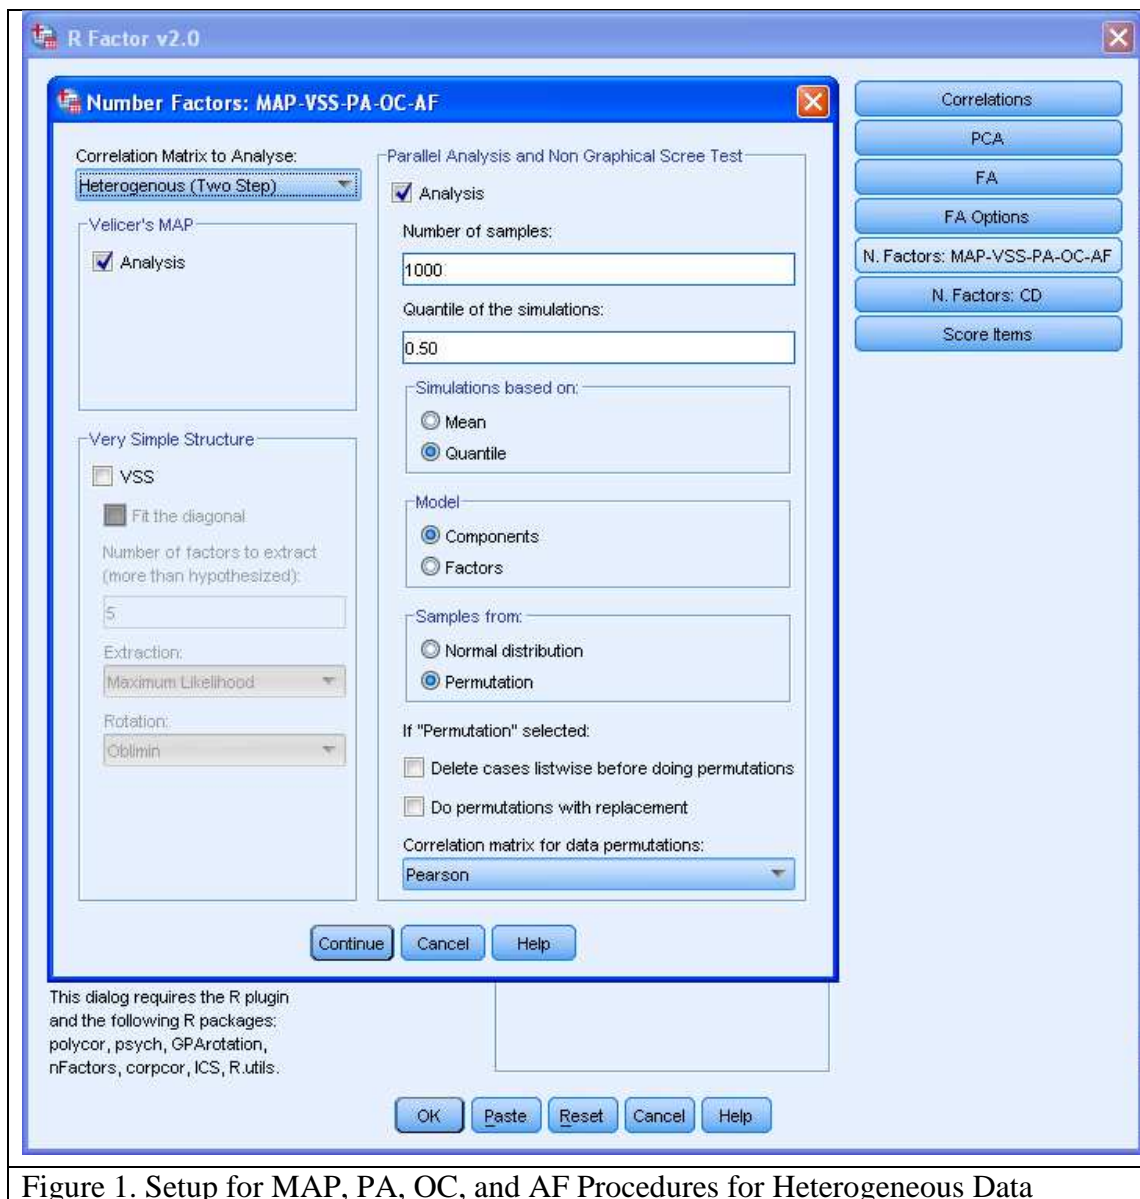 R Factor v2.0
Number Factors: MAP-VSS-PA-OC-AF
Correlation Matrix to Analyse:
Heterogenous (Two Step)
Velicer's MAP
Analysis
Very Simple Structure
VSS
Fit the diagonal
Number of factors to extract
(more than hypothesized):
5
Extraction:
Maximum Likelihood
Rotation:
Oblimin
Parallel Analysis and Non Graphical Scree Test
Analysis
Number of samples:
1000
Quantile of the simulations:
0.50
Simulations based on:
Mean
Quantile
Model
Components
Factors
Samples from:
Normal distribution
Permutation
If "Permutation" selected:
Delete cases listwise before doing permutations
Do permutations with replacement
Correlation matrix for data permutations:
Pearson
Continue
Cancel
Help
Correlations
PCA
FA
FA Options
N. Factors: MAP-VSS-PA-OC-AF
N. Factors: CD
Score Items
This dialog requires the R plugin
and the following R packages:
polycor, psych, GPArotation,
nFactors, corpcor, ICS, R.utils.
OK
Paste
Reset
Cancel
Help
Figure 1. Setup for MAP, PA, OC, and AF Procedures for Heterogeneous Data